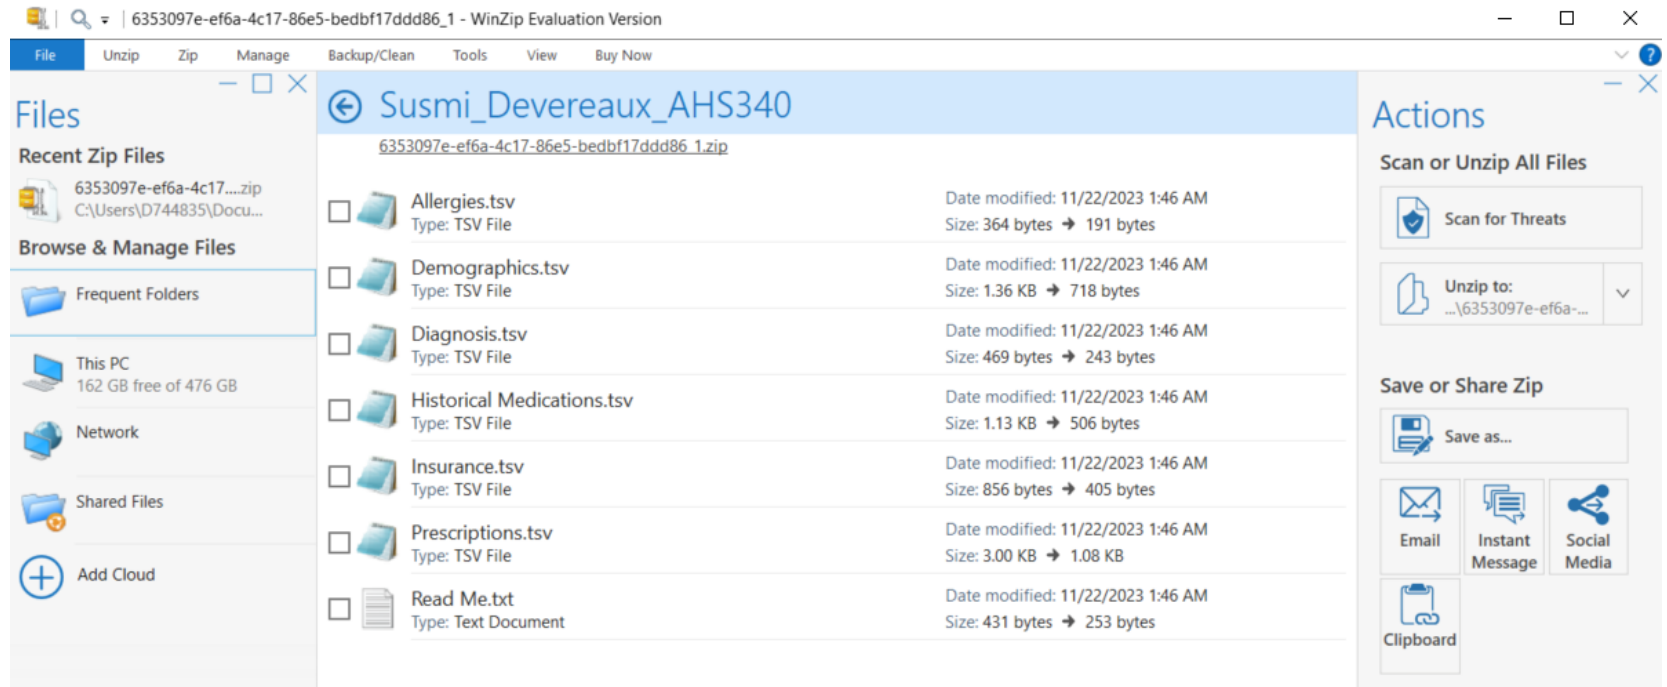 6353097e-ef6a-4c17-86e5-bedbf17ddd86_1 - WinZip Evaluation Version
File Unzip Zip Manage Backup/Clean Tools View Buy Now ?
Files
Recent Zip Files
6353097e-ef6a-4c17....zip
C:\Users\D744835\Docu...
Browse & Manage Files
Frequent Folders
This PC
162 GB free of 476 GB
Network
Shared Files
Add Cloud
Susmi_Devereaux_AHS340
6353097e-ef6a-4c17-86e5-bedbf17ddd86_1.zip
Allergies.tsv Date modified: 11/22/2023 1:46 AM
Type: TSV File Size: 364 bytes → 191 bytes
Demographics.tsv Date modified: 11/22/2023 1:46 AM
Type: TSV File Size: 1.36 KB → 718 bytes
Diagnosis.tsv Date modified: 11/22/2023 1:46 AM
Type: TSV File Size: 469 bytes → 243 bytes
Historical Medications.tsv Date modified: 11/22/2023 1:46 AM
Type: TSV File Size: 1.13 KB → 506 bytes
Insurance.tsv Date modified: 11/22/2023 1:46 AM
Type: TSV File Size: 856 bytes → 405 bytes
Prescriptions.tsv Date modified: 11/22/2023 1:46 AM
Type: TSV File Size: 3.00 KB → 1.08 KB
Read Me.txt Date modified: 11/22/2023 1:46 AM
Type: Text Document Size: 431 bytes → 253 bytes
Actions
Scan or Unzip All Files
Scan for Threats
Unzip to:
...\6353097e-ef6a-...
Save or Share Zip
Save as...
Email Instant Social
Message Media
Clipboard